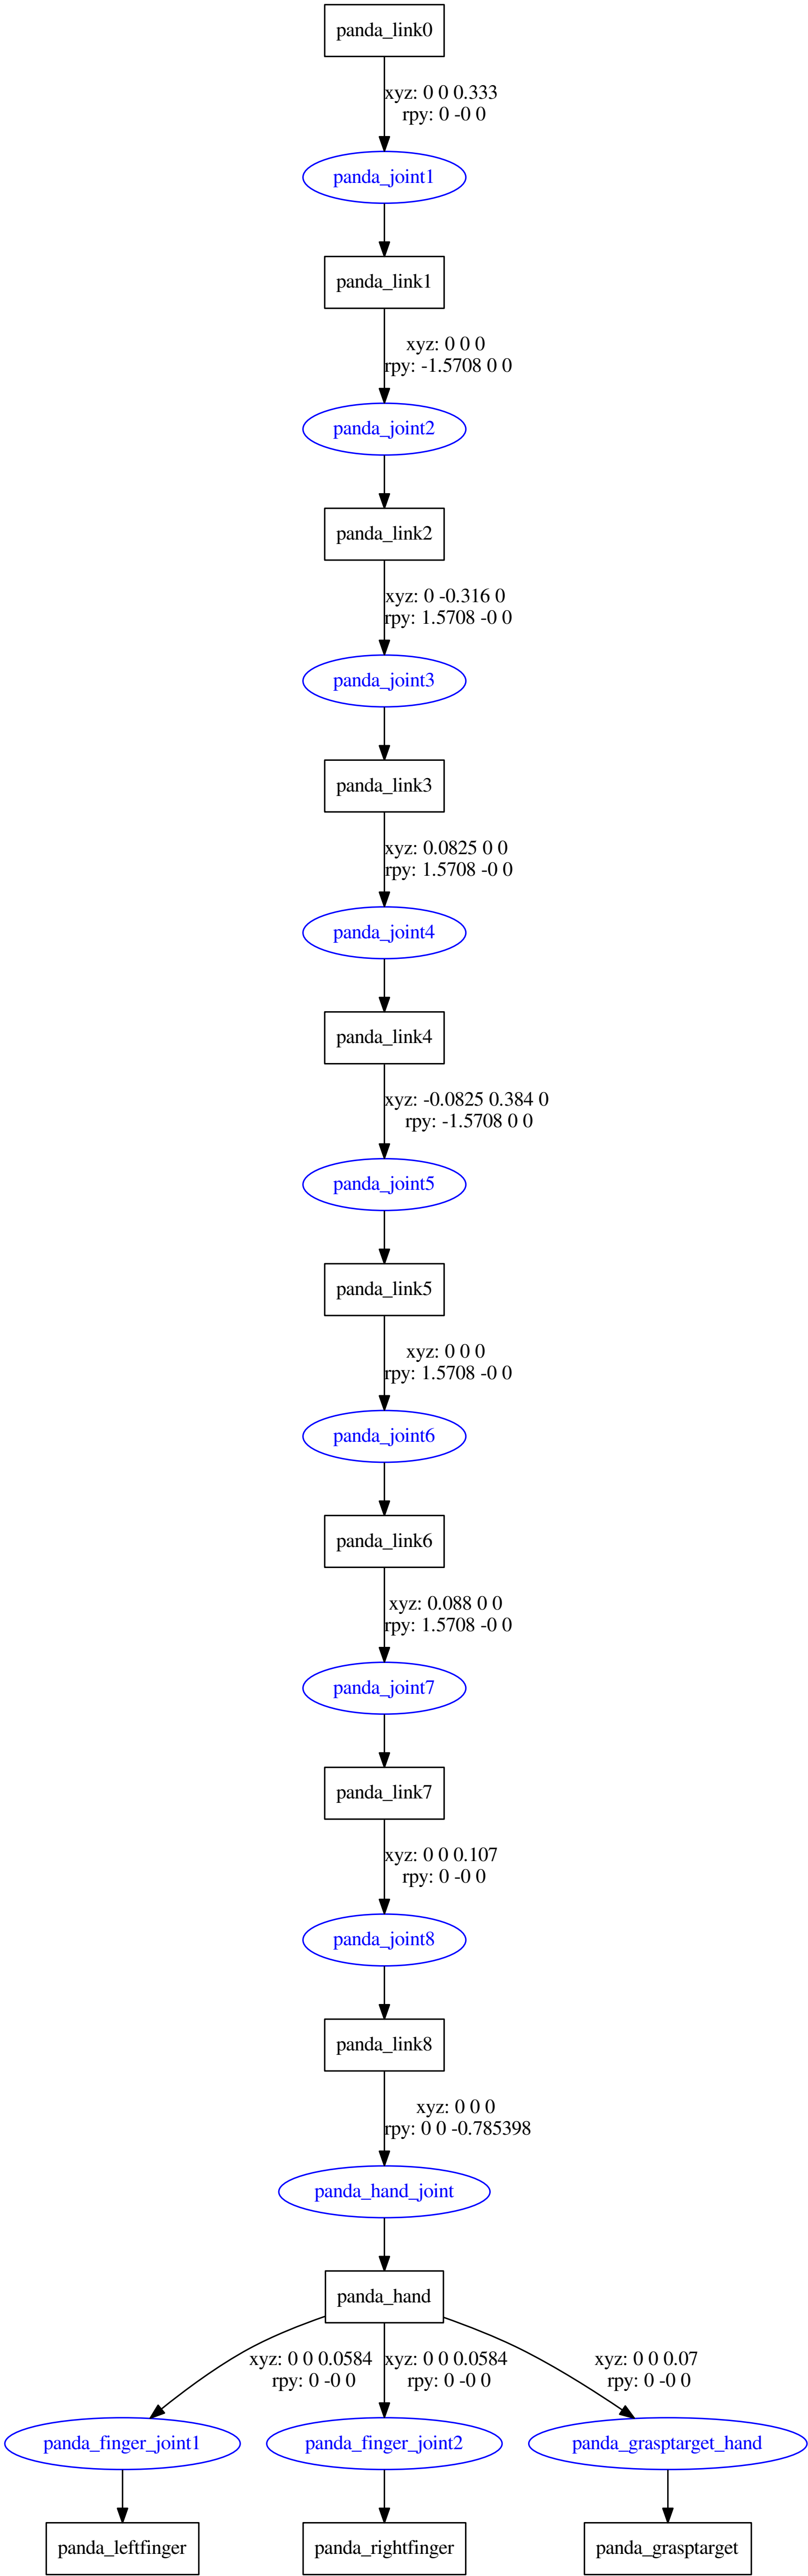 panda_link0
xyz: 0 0 0.333
rpy: 0 -0 0
panda_joint1
panda_link1
xyz: 0 0 0
rpy: -1.5708 0 0
panda_joint2
panda_link2
xyz: 0 -0.316 0
rpy: 1.5708 -0 0
panda_joint3
panda_link3
xyz: 0.0825 0 0
rpy: 1.5708 -0 0
panda_joint4
panda_link4
xyz: -0.0825 0.384 0
rpy: -1.5708 0 0
panda_joint5
panda_link5
xyz: 0 0 0
rpy: 1.5708 -0 0
panda_joint6
panda_link6
xyz: 0.088 0 0
rpy: 1.5708 -0 0
panda_joint7
panda_link7
xyz: 0 0 0.107
rpy: 0 -0 0
panda_joint8
panda_link8
xyz: 0 0 0
rpy: 0 0 -0.785398
panda_hand_joint
panda_hand
xyz: 0 0 0.0584
rpy: 0 -0 0
xyz: 0 0 0.0584
rpy: 0 -0 0
xyz: 0 0 0.07
rpy: 0 -0 0
panda_finger_joint1
panda_finger_joint2
panda_grasptarget_hand
panda_leftfinger
panda_rightfinger
panda_grasptarget